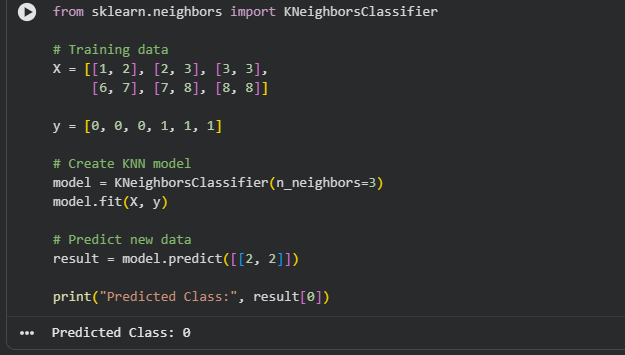 from sklearn.neighbors import KNeighborsClassifier
# Training data
X = [[1, 2], [2, 3], [3, 3],
     [6, 7], [7, 8], [8, 8]]
y = [0, 0, 0, 1, 1, 1]
# Create KNN model
model = KNeighborsClassifier(n_neighbors=3)
model.fit(X, y)
# Predict new data
result = model.predict([[2, 2]])
print("Predicted Class:", result[0])
Predicted Class: 0